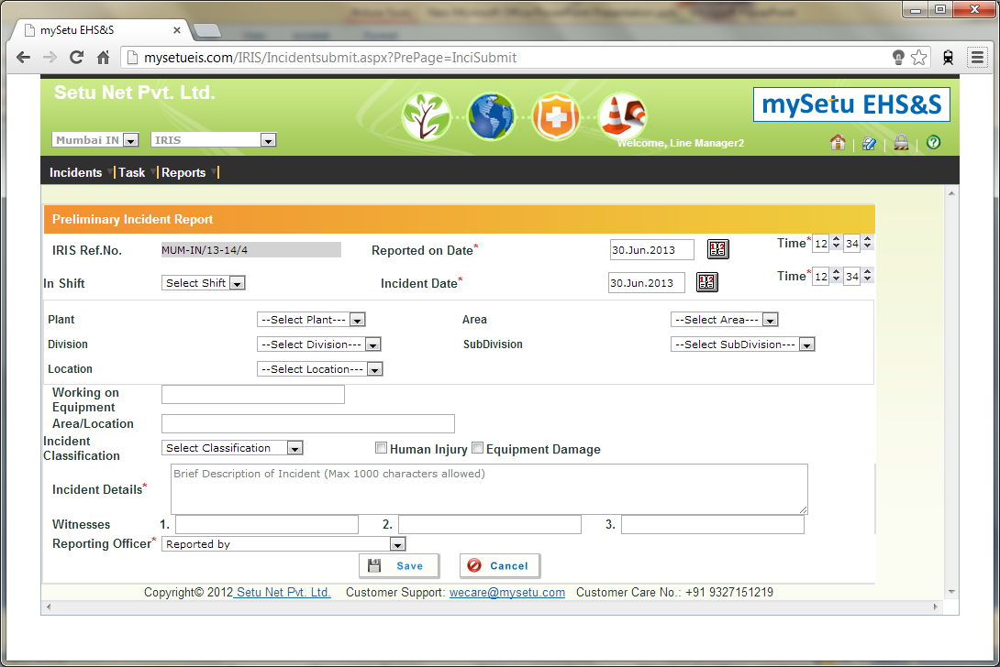 mySetu EHS&S
mysetueis.com/IRIS/Incidentsubmit.aspx?PrePage=InciSubmit
Setu Net Pvt. Ltd.
mySetu EHS&S
Mumbai IN IRIS
Welcome, Line Manager2
Incidents Task Reports
Preliminary Incident Report
IRIS Ref.No. MUM-IN/13-14/4 Reported on Date* 30.Jun.2013 Time* 12 34
In Shift Select Shift Incident Date* 30.Jun.2013 Time* 12 34
Plant --Select Plant--- Area --Select Area---
Division --Select Division--- SubDivision --Select SubDivision---
Location --Select Location---
Working on
Equipment
Area/Location
Incident
Classification Select Classification Human Injury Equipment Damage
Brief Description of Incident (Max 1000 characters allowed)
Incident Details*
Witnesses 1. 2. 3.
Reporting Officer* Reported by
Save Cancel
Copyright© 2012 Setu Net Pvt. Ltd. Customer Support: wecare@mysetu.com Customer Care No.: +91 9327151219